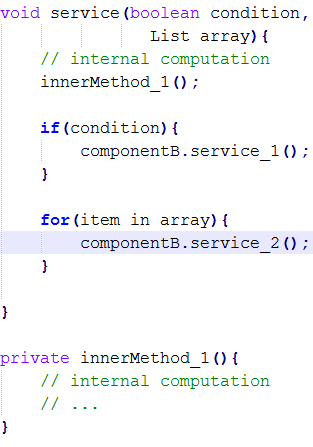 void service(boolean condition,
List array){
// internal computation
innerMethod_1();
if(condition){
componentB.service_1();
}
for(item in array){
componentB.service_2();
}
}
private innerMethod_1(){
// internal computation
// ...
}